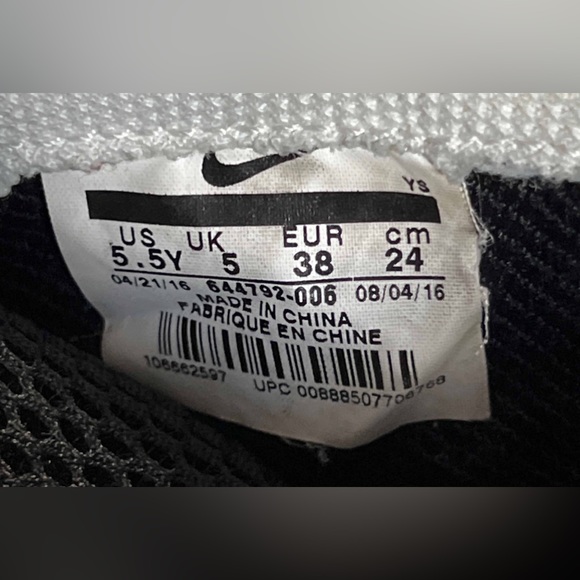 YS
US UK EUR cm
5.5Y 5 38 24
04/21/16 644792-006 08/04/16
MADE IN CHINA
FABRIQUE EN CHINE
106662597
UPC 00888507706768